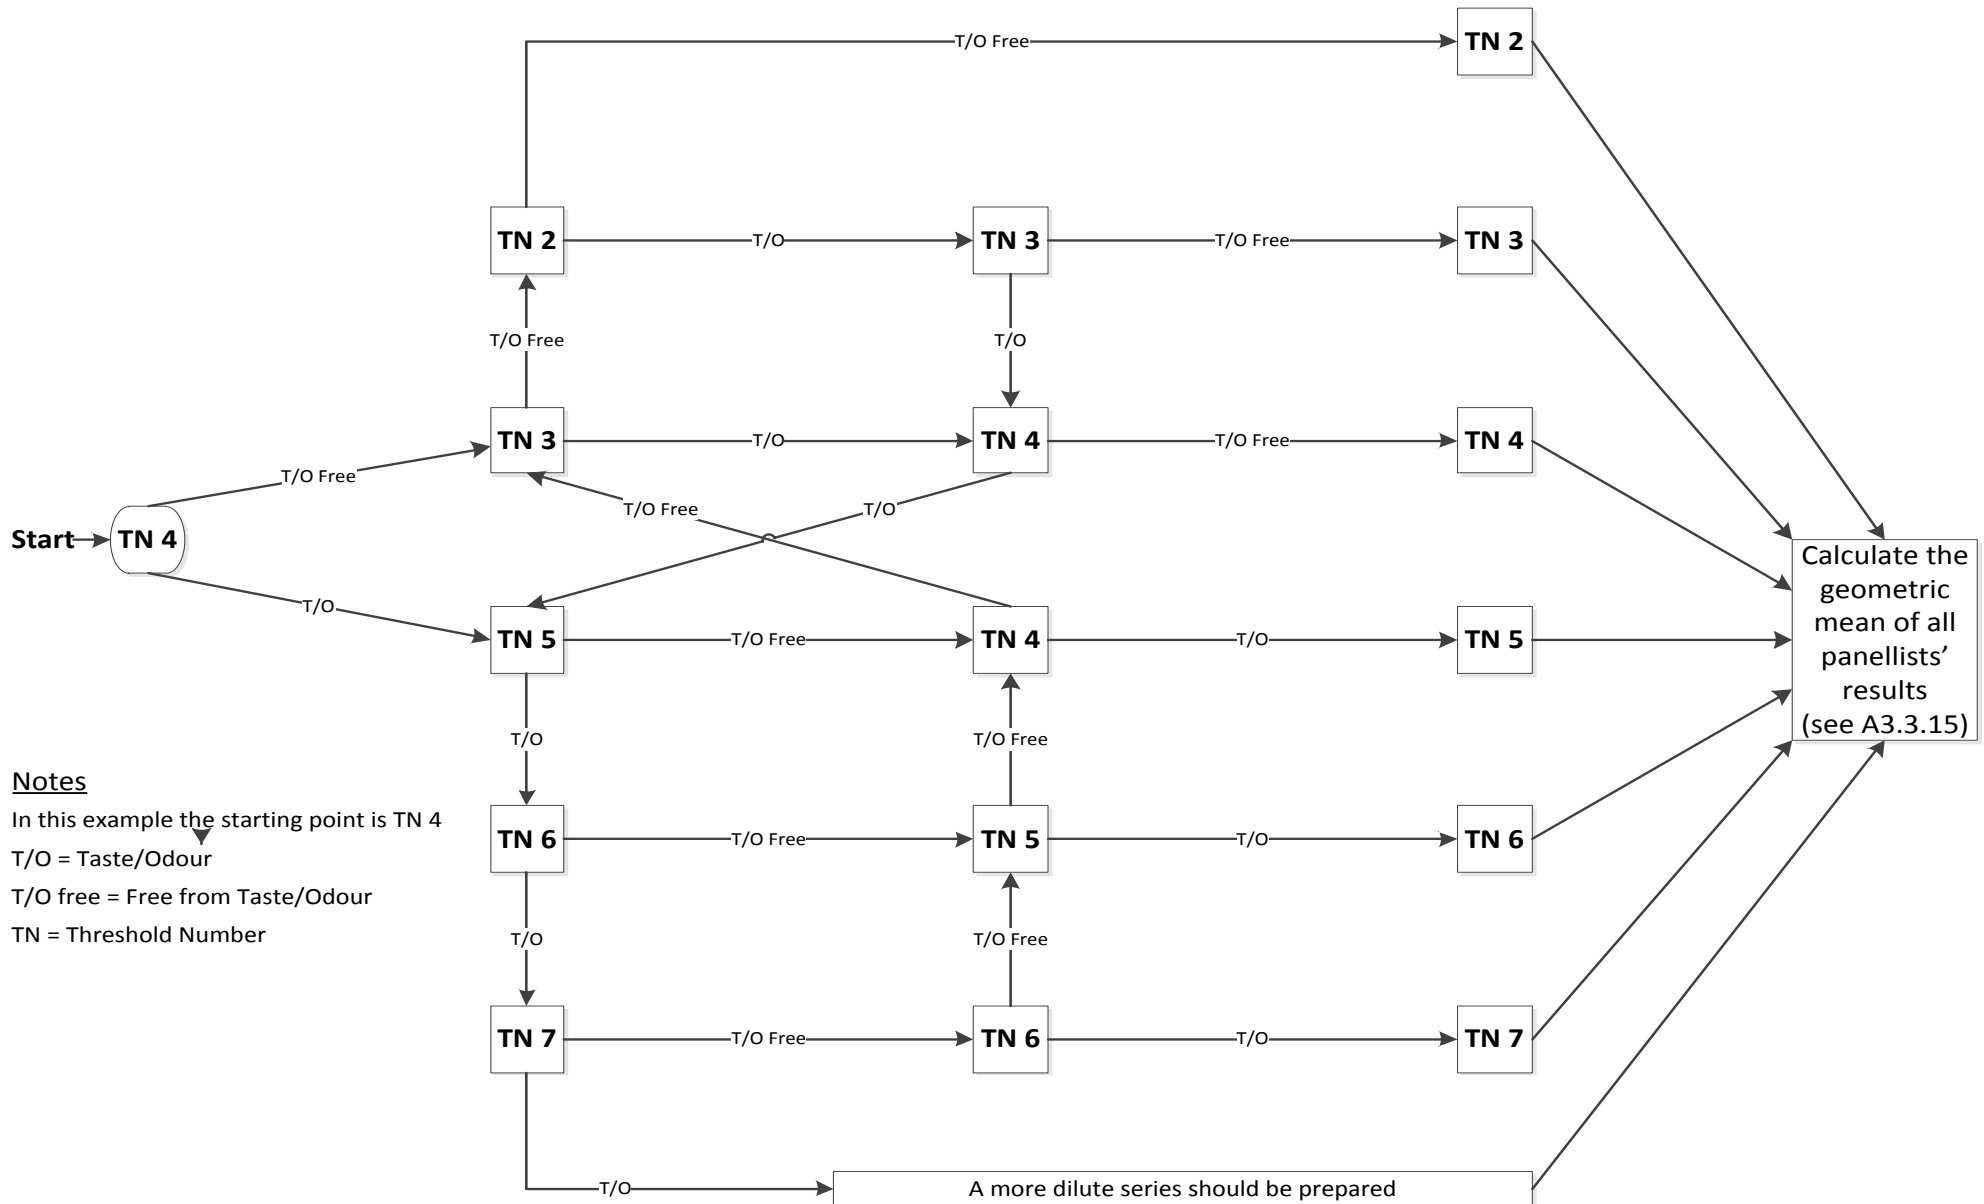 T/O Free
TN 2
TN 2
T/O
TN 3
T/O Free
TN 3
T/O Free
T/O
TN 3
T/O
TN 4
T/O Free
TN 4
T/O Free
T/O Free
T/O
Start
TN 4
T/O
TN 5
T/O Free
TN 4
T/O
TN 5
Calculate the
geometric
mean of all
panellists’
results
(see A3.3.15)
T/O
T/O Free
TN 6
T/O Free
TN 5
T/O
TN 6
T/O
T/O Free
TN 7
T/O Free
TN 6
T/O
TN 7
T/O
A more dilute series should be prepared
Notes
In this example the starting point is TN 4
T/O = Taste/Odour
T/O free = Free from Taste/Odour
TN = Threshold Number